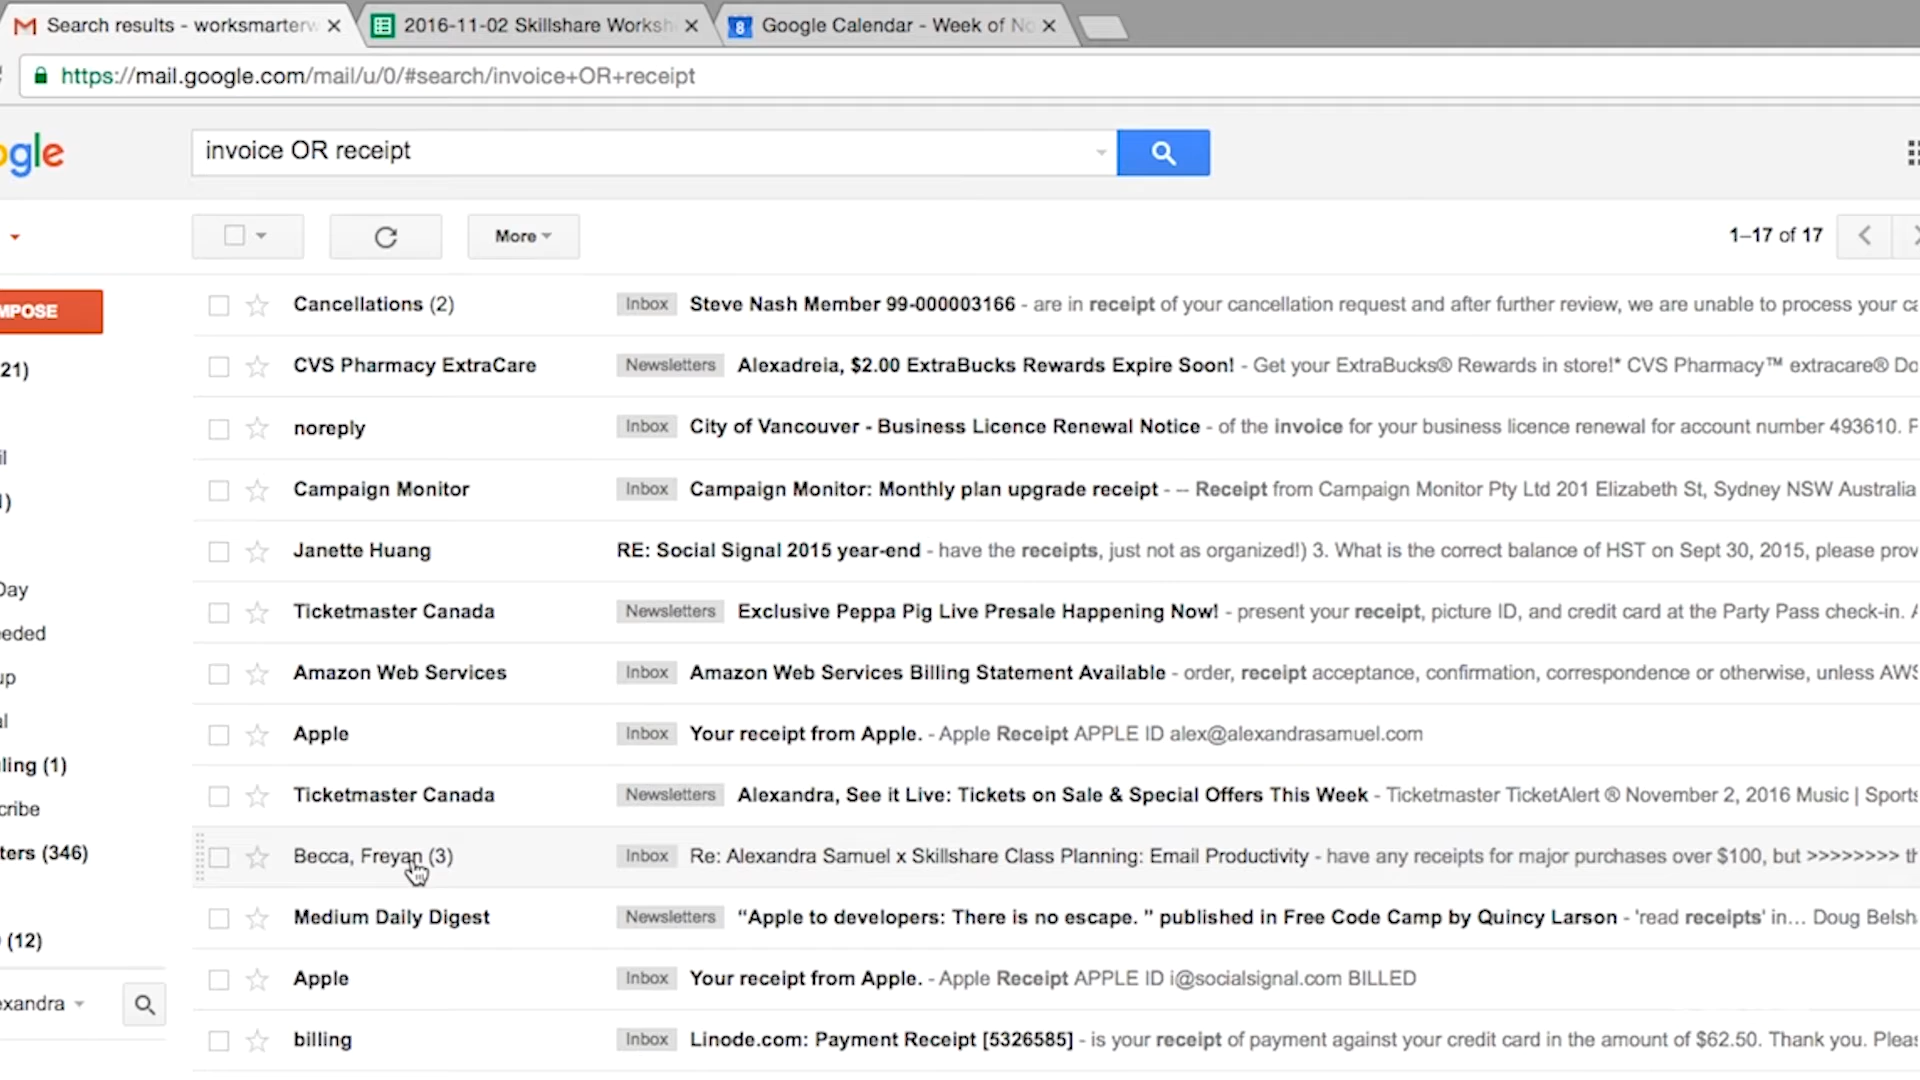 Search results - worksmarterw
2016-11-02 Skillshare Worksh
8 Google Calendar - Week of No
https://mail.google.com/mail/u/0/#search/invoice+OR+receipt
ogle
invoice OR receipt
More
1–17 of 17
MPOSE
Cancellations (2) Inbox Steve Nash Member 99-000003166 - are in receipt of your cancellation request and after further review, we are unable to process your ca
21)
CVS Pharmacy ExtraCare Newsletters Alexadreia, $2.00 ExtraBucks Rewards Expire Soon! - Get your ExtraBucks® Rewards in store!* CVS Pharmacy™ extracare® Do
noreply Inbox City of Vancouver - Business Licence Renewal Notice - of the invoice for your business licence renewal for account number 493610. F
il
Campaign Monitor Inbox Campaign Monitor: Monthly plan upgrade receipt - -- Receipt from Campaign Monitor Pty Ltd 201 Elizabeth St, Sydney NSW Australia
1)
Janette Huang RE: Social Signal 2015 year-end - have the receipts, just not as organized!) 3. What is the correct balance of HST on Sept 30, 2015, please prov
Day
Ticketmaster Canada Newsletters Exclusive Peppa Pig Live Presale Happening Now! - present your receipt, picture ID, and credit card at the Party Pass check-in. A
eeded
Amazon Web Services Inbox Amazon Web Services Billing Statement Available - order, receipt acceptance, confirmation, correspondence or otherwise, unless AWS
up
al
Apple Inbox Your receipt from Apple. - Apple Receipt APPLE ID alex@alexandrasamuel.com
ling (1)
Ticketmaster Canada Newsletters Alexandra, See it Live: Tickets on Sale & Special Offers This Week - Ticketmaster TicketAlert ® November 2, 2016 Music | Sports
cribe
ters (346)
Becca, Freyan (3) Inbox Re: Alexandra Samuel x Skillshare Class Planning: Email Productivity - have any receipts for major purchases over $100, but >>>>>>>> th
Medium Daily Digest Newsletters “Apple to developers: There is no escape. ” published in Free Code Camp by Quincy Larson - 'read receipts' in... Doug Belsh
(12)
Apple Inbox Your receipt from Apple. - Apple Receipt APPLE ID i@socialsignal.com BILLED
exandra
billing Inbox Linode.com: Payment Receipt [5326585] - is your receipt of payment against your credit card in the amount of $62.50. Thank you. Pleas